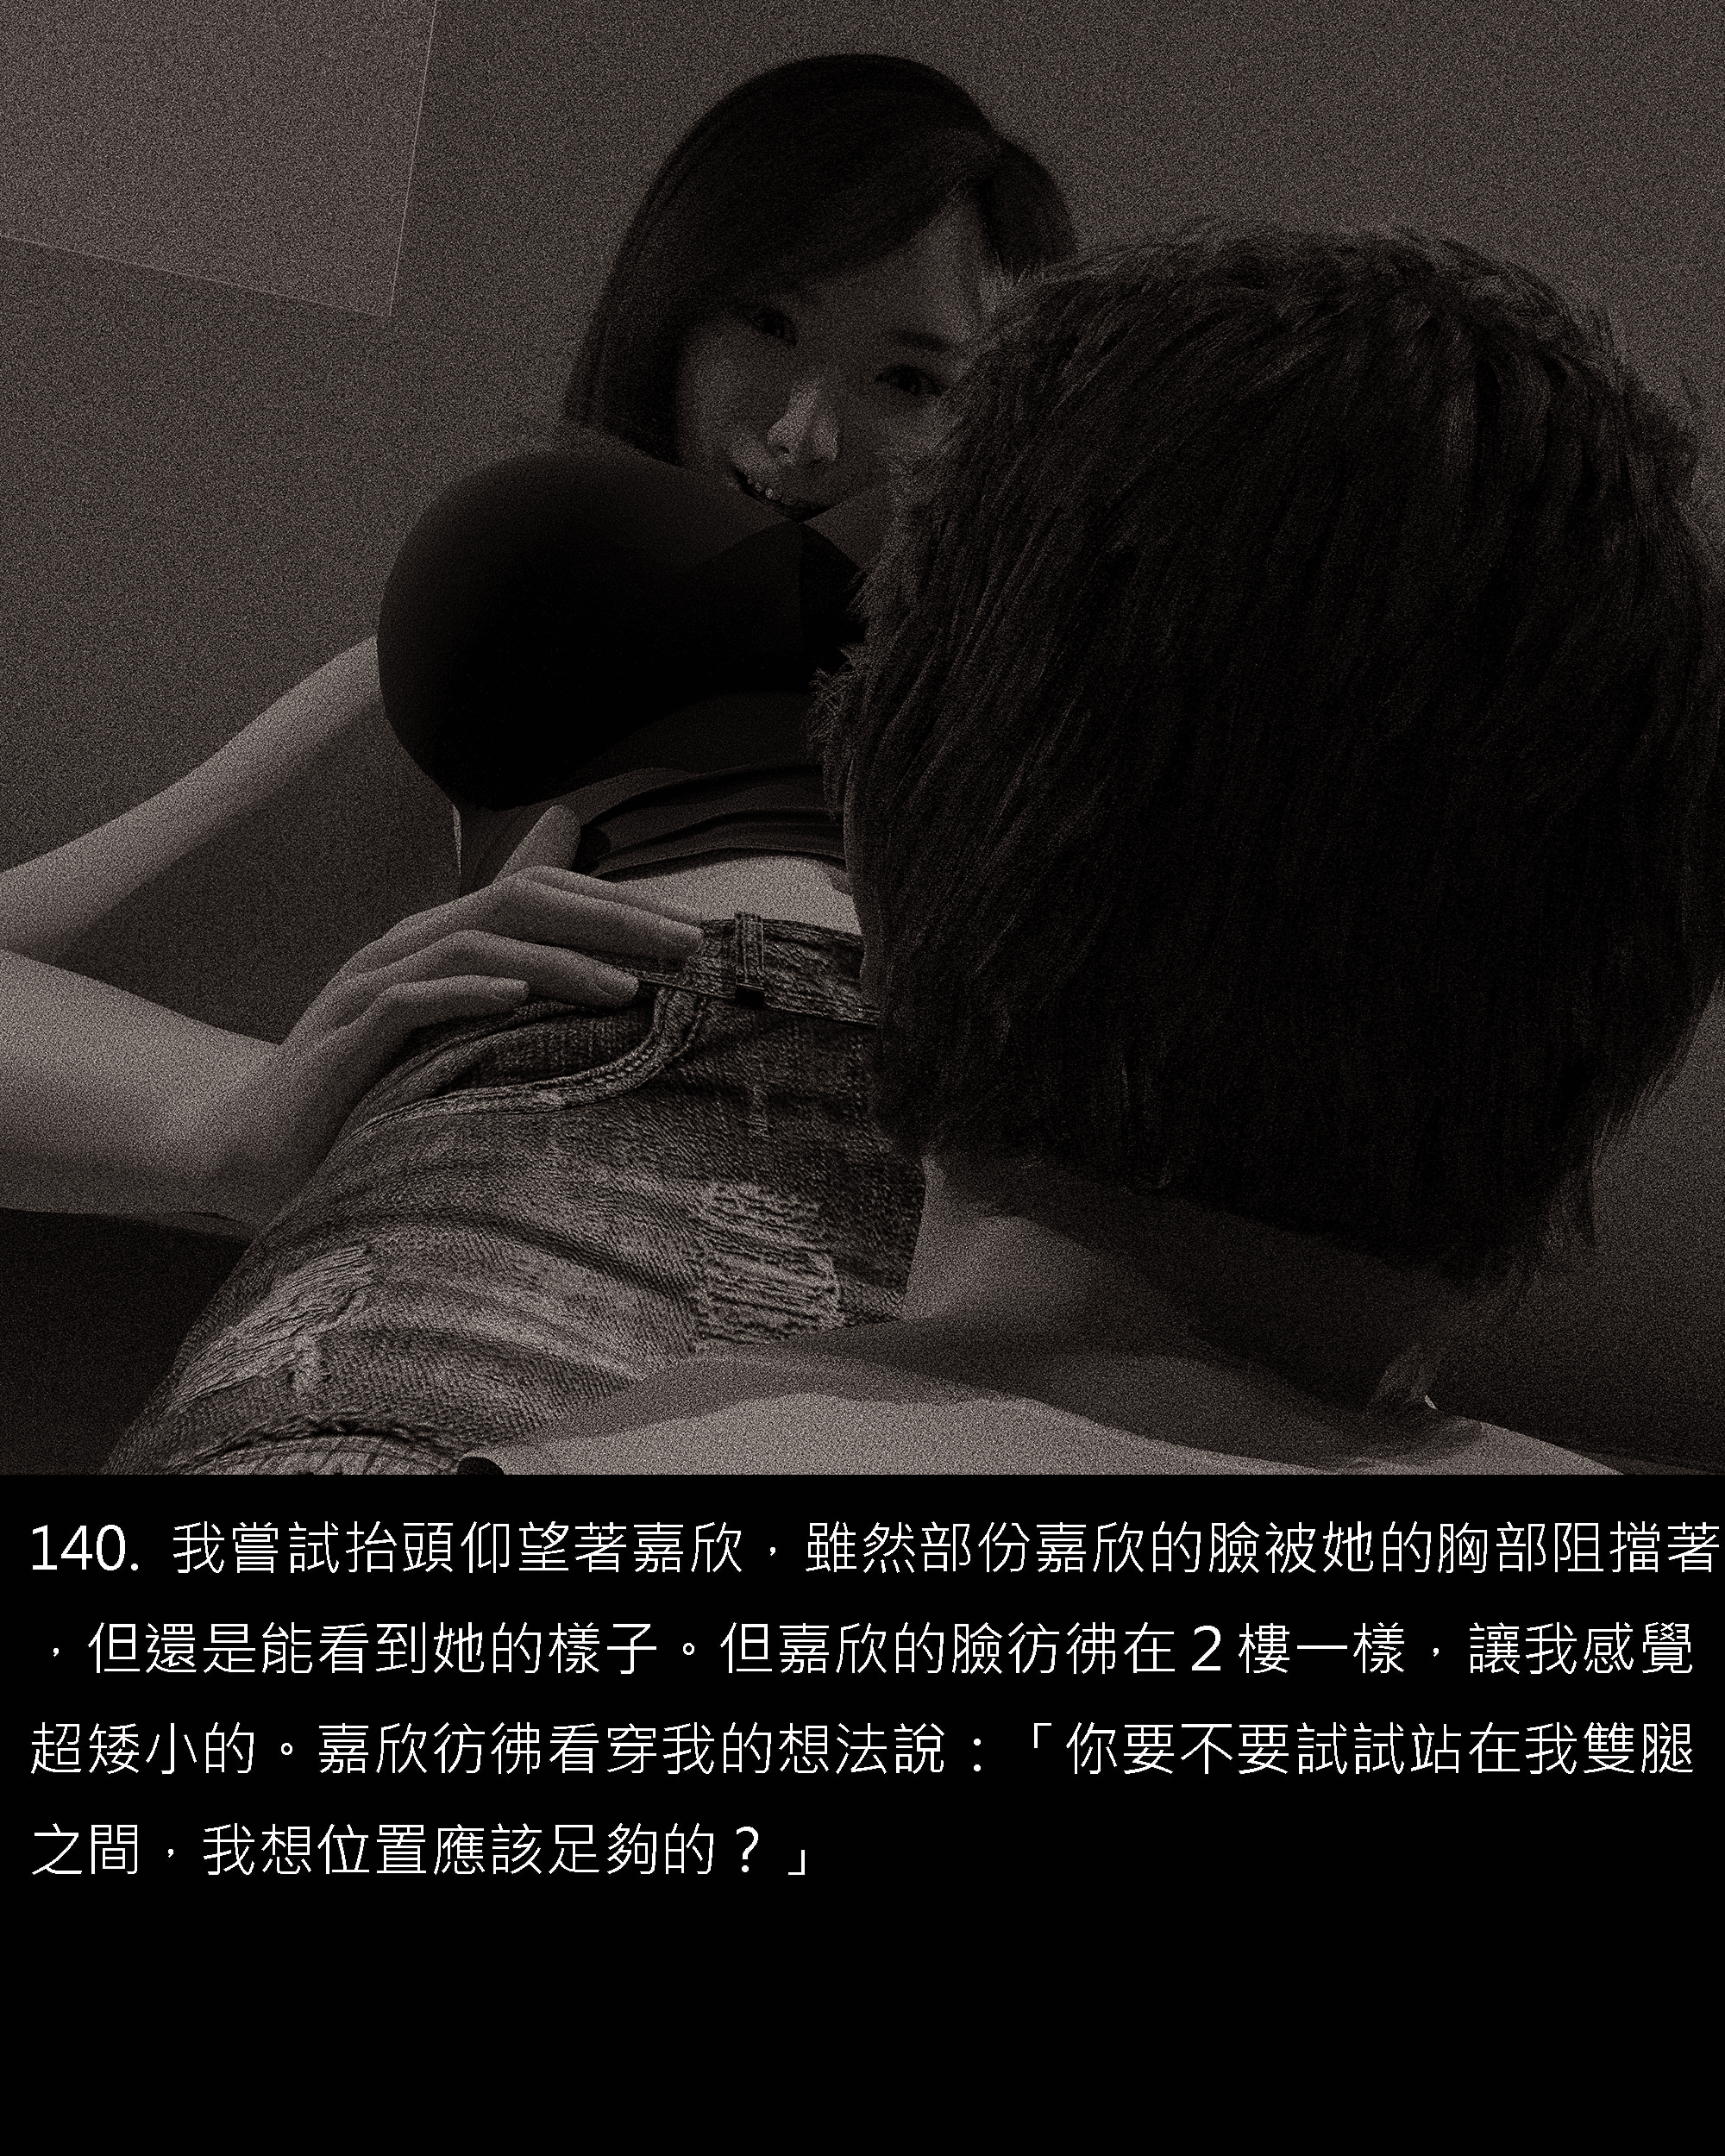 140. 我嘗試抬頭仰望著嘉欣，雖然部份嘉欣的臉被她的胸部阻擋著
，但還是能看到她的樣子。但嘉欣的臉彷彿在２樓一樣，讓我感覺
超矮小的。嘉欣彷彿看穿我的想法說：「你要不要試試站在我雙腿
之間，我想位置應該足夠的？」